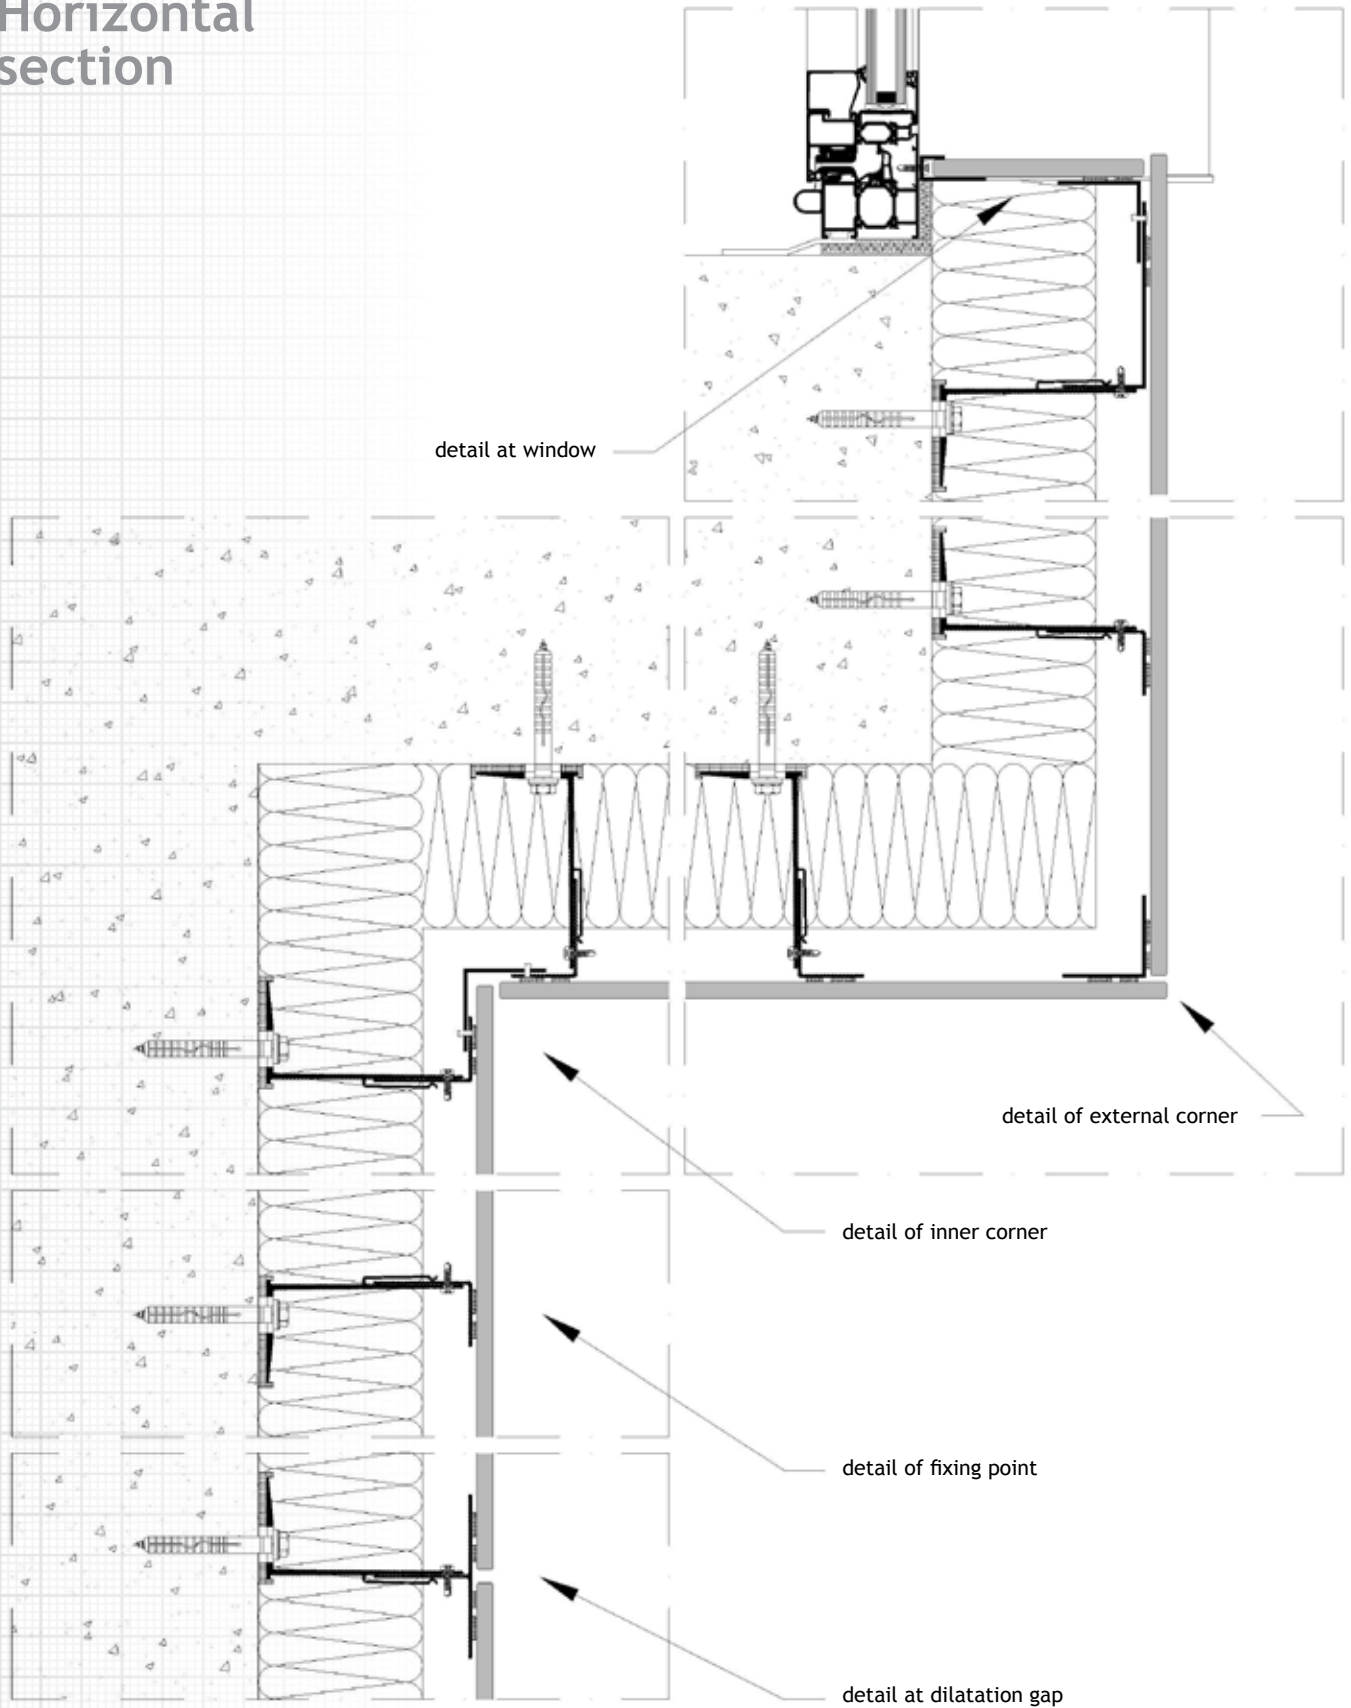 Horizontal
section
detail at window
detail of external corner
detail of inner corner
detail of fixing point
detail at dilatation gap